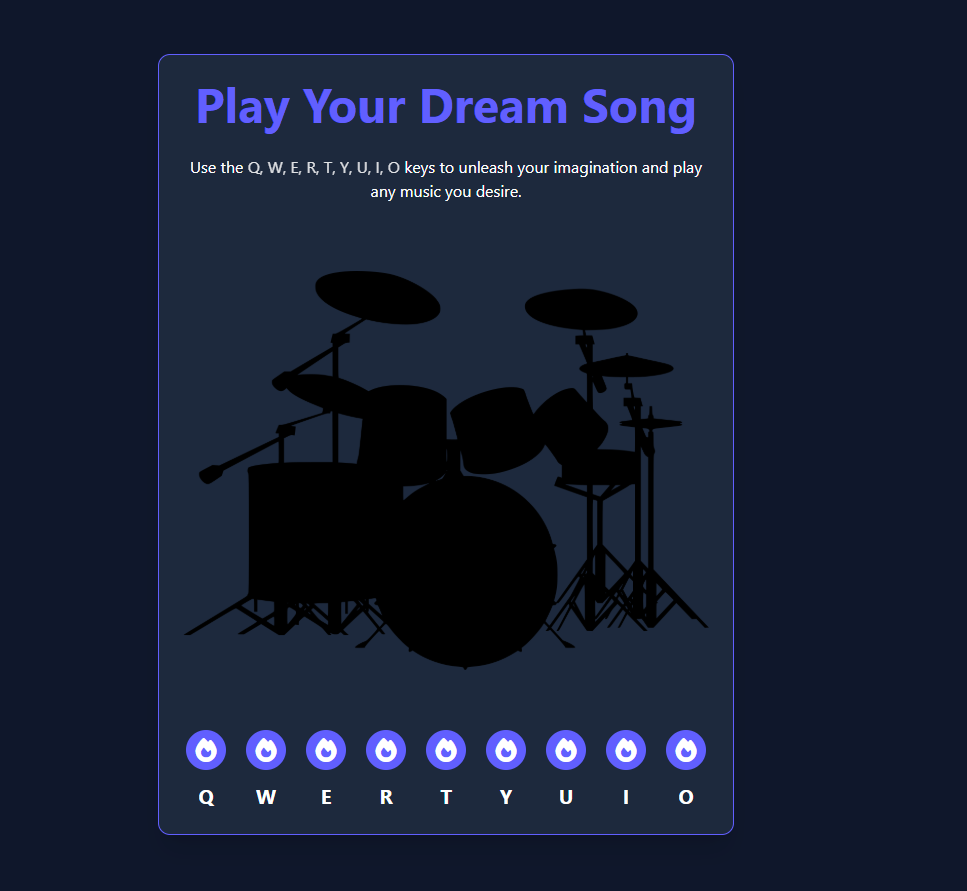 Play Your Dream Song
Use the Q, W, E, R, T, Y, U, I, O keys to unleash your imagination and play
any music you desire.
Q W E R T Y U I O